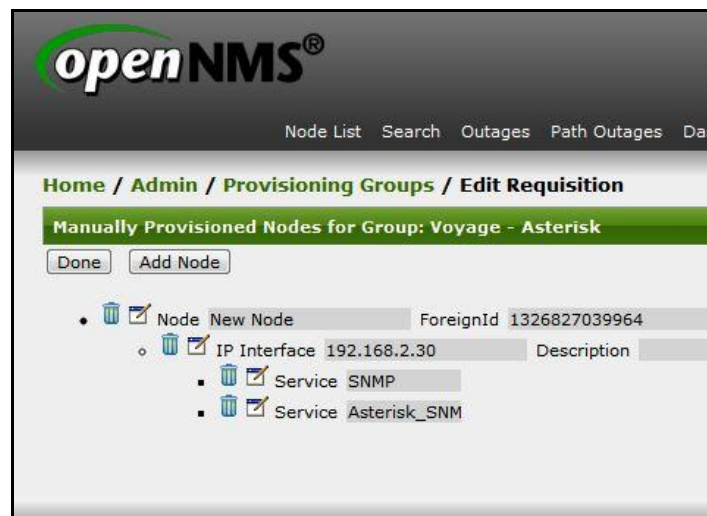 openNMS®
Node List Search Outages Path Outages Da
Home / Admin / Provisioning Groups / Edit Requisition
Manually Provisioned Nodes for Group: Voyage - Asterisk
Done Add Node
Node New Node ForeignId 1326827039964
IP Interface 192.168.2.30 Description
Service SNMP
Service Asterisk_SNM